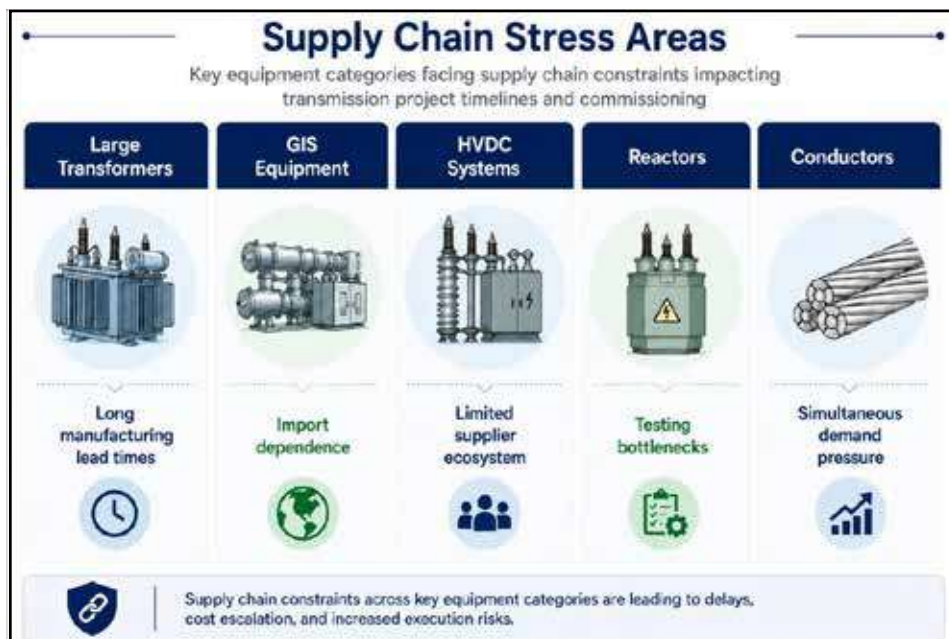 Supply Chain Stress Areas
Key equipment categories facing supply chain constraints impacting
transmission project timelines and commissioning
Large
Transformers
GIS
Equipment
HVDC
Systems
Reactors
Conductors
Long
manufacturing
lead times
Import
dependence
Limited
supplier
ecosystem
Testing
bottlenecks
Simultaneous
demand
pressure
Supply chain constraints across key equipment categories are leading to delays,
cost escalation, and increased execution risks.